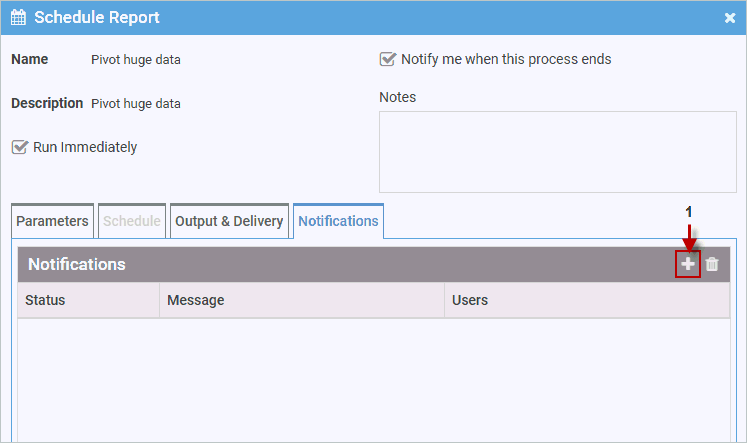 Schedule Report
Name Pivot huge data
Notify me when this process ends
Description Pivot huge data
Notes
Run Immediately
Parameters Schedule Output & Delivery Notifications
1
Notifications
Status Message Users